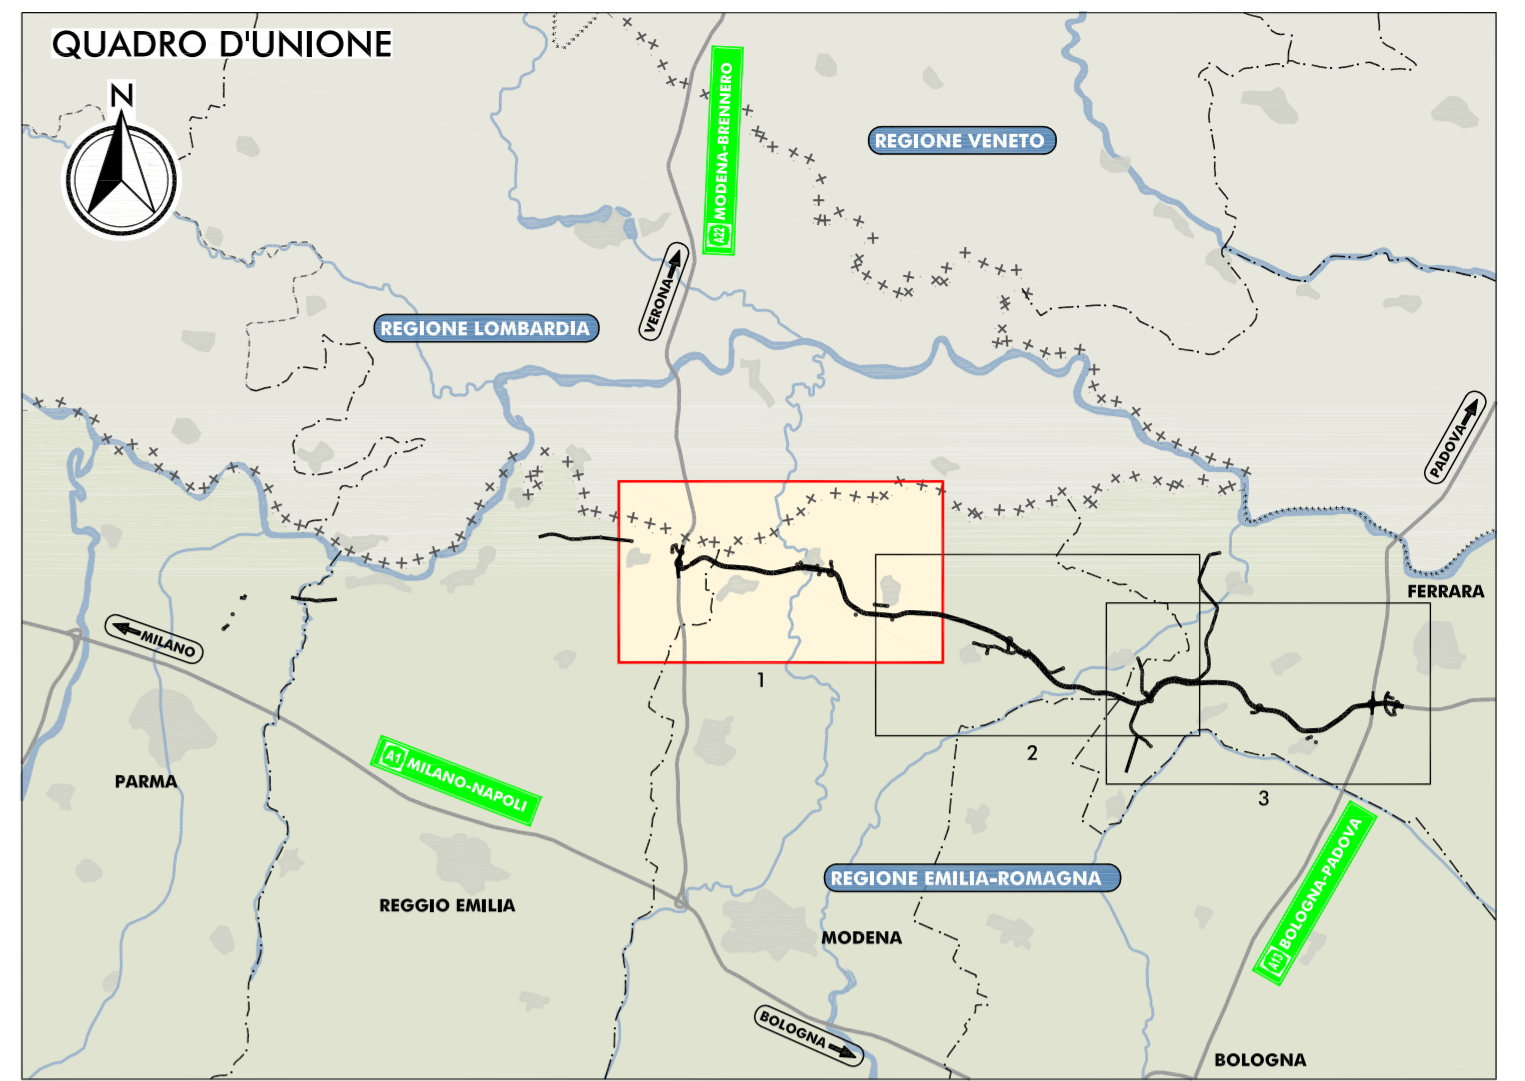 QUADRO D'UNIONE
N
A22 MODENA-BRENNERO
REGIONE VENETO
VERONA
REGIONE LOMBARDIA
PADOVA
FERRARA
MILANO
1
2
PARMA
A1 MILANO-NAPOLI
3
A13 BOLOGNA-PADOVA
REGIONE EMILIA-ROMAGNA
REGGIO EMILIA
MODENA
BOLOGNA
BOLOGNA